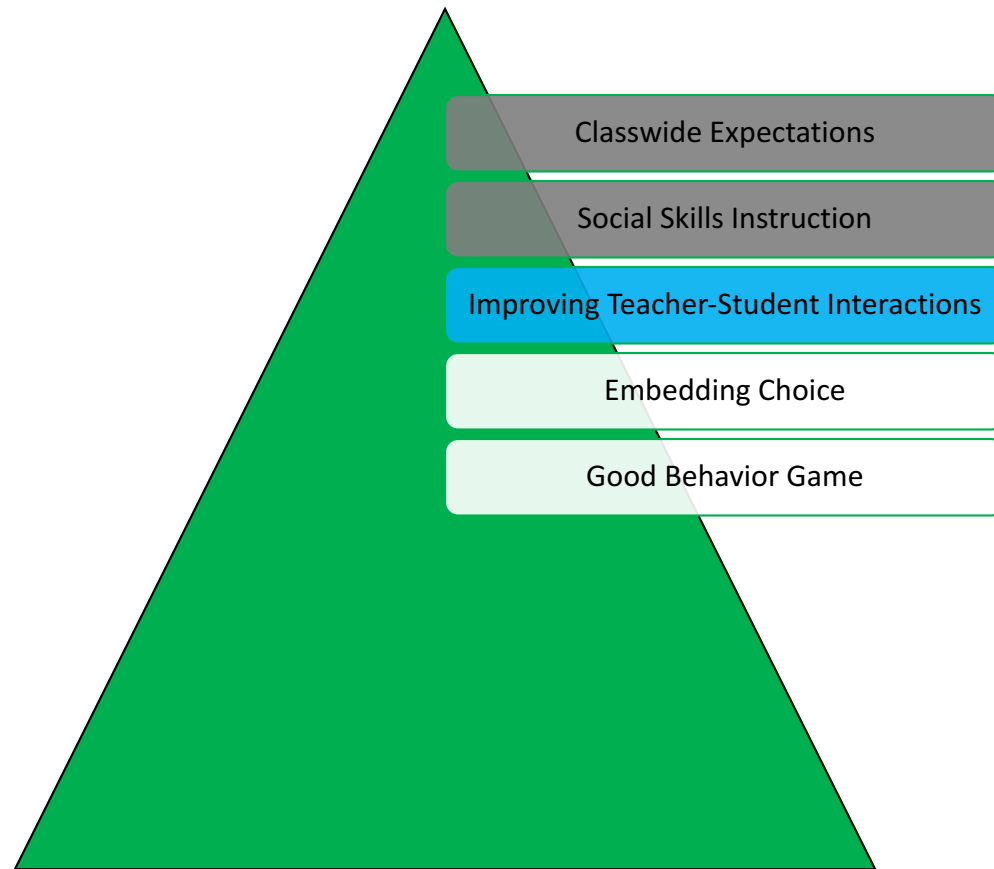 Classwide Expectations
Social Skills Instruction
Improving Teacher-Student Interactions
Embedding Choice
Good Behavior Game